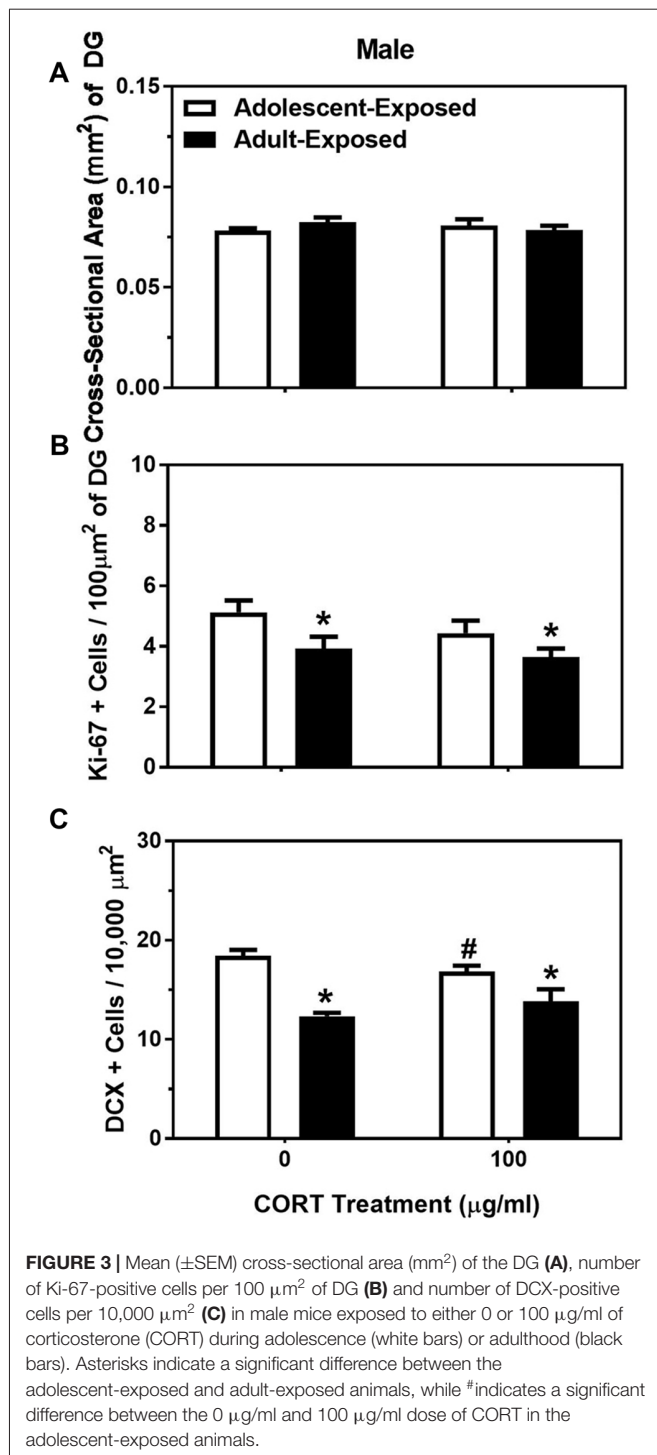 Male
A
Cross-Sectional Area (mm²) of DG
0.15
0.10
0.05
0.00
Adolescent-Exposed
Adult-Exposed
B
Ki-67 + Cells / 100µm² of DG
10
8
6
4
2
0
*
*
C
DCX + Cells / 10,000 µm²
30
20
10
0
*
#
*
0
100
CORT Treatment (µg/ml)
FIGURE 3 | Mean (±SEM) cross-sectional area (mm²) of the DG (A), number
of Ki-67-positive cells per 100 µm² of DG (B) and number of DCX-positive
cells per 10,000 µm² (C) in male mice exposed to either 0 or 100 µg/ml of
corticosterone (CORT) during adolescence (white bars) or adulthood (black
bars). Asterisks indicate a significant difference between the
adolescent-exposed and adult-exposed animals, while #indicates a significant
difference between the 0 µg/ml and 100 µg/ml dose of CORT in the
adolescent-exposed animals.